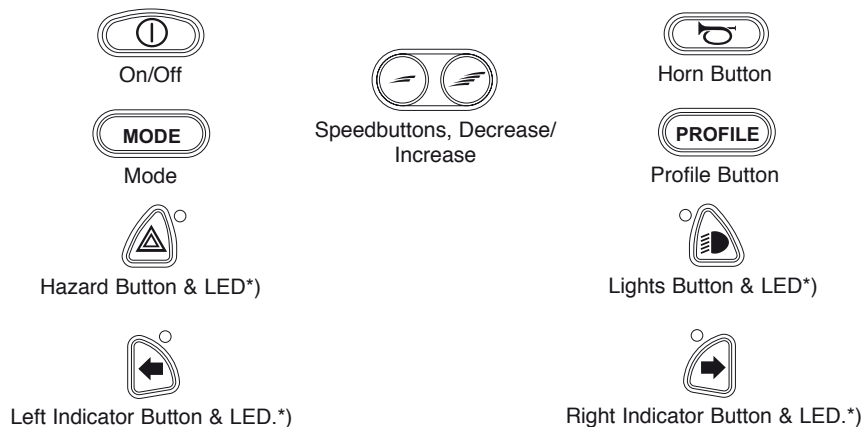 On/Off
Horn Button
Speedbuttons, Decrease/
Increase
MODE
Mode
PROFILE
Profile Button
Hazard Button & LED*)
Lights Button & LED*)
Left Indicator Button & LED.*)
Right Indicator Button & LED.*)